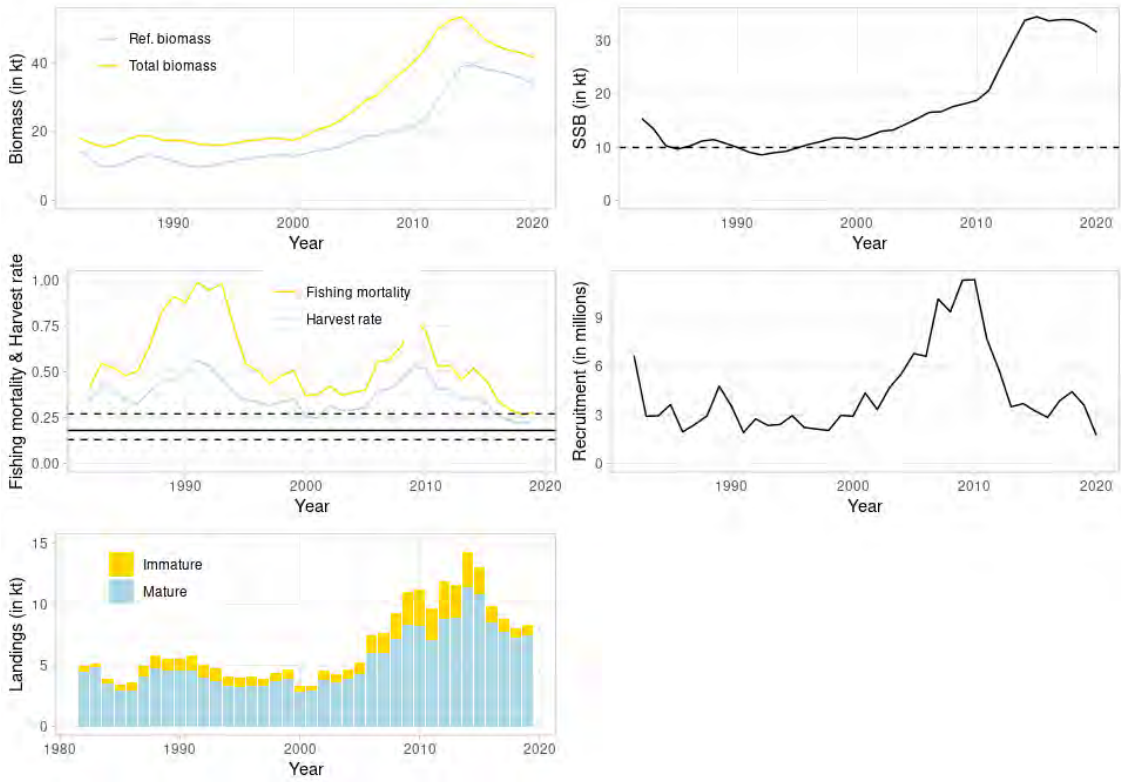 Biomass (in kt)
40
20
0
Ref. biomass
Total biomass
1990
2000
2010
2020
Year
SSB (in kt)
30
20
10
0
1990
2000
2010
2020
Year
Fishing mortality & Harvest rate
1.00
0.75
0.50
0.25
0.00
Fishing mortality
Harvest rate
1990
2000
2010
2020
Year
Recruitment (in millions)
9
6
3
0
1990
2000
2010
2020
Year
Landings (in kt)
15
10
5
0
Immature
Mature
1980
1990
2000
2010
2020
Year